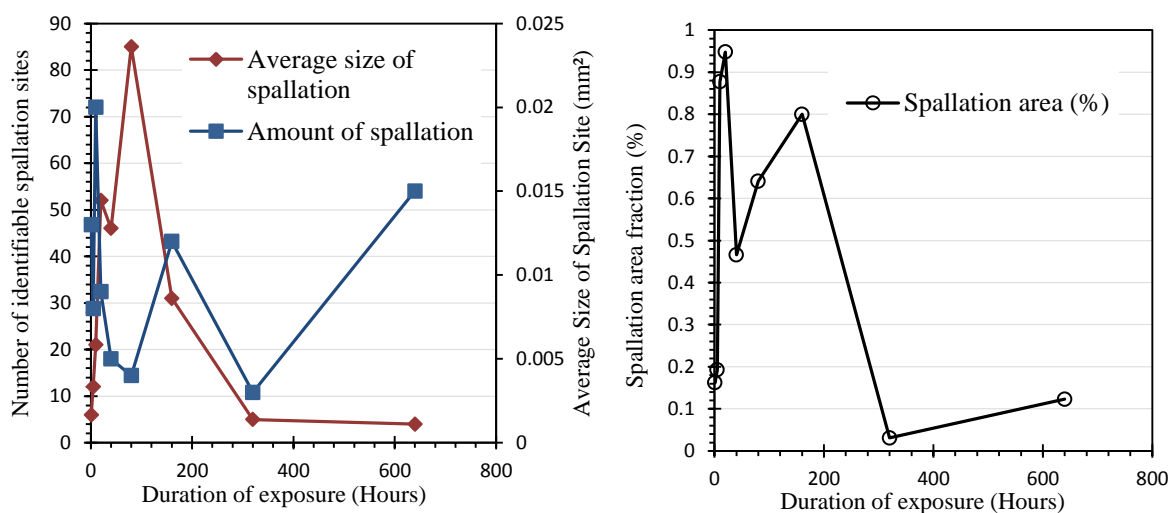 Number of identifiable spallation sites
90
80
70
60
50
40
30
20
10
0
0.025
0.02
0.015
0.01
0.005
0
Average Size of Spallation Site (mm²)
Average size of
spallation
Amount of spallation
0 200 400 600 800
Duration of exposure (Hours)
Spallation area fraction (%)
1
0.9
0.8
0.7
0.6
0.5
0.4
0.3
0.2
0.1
0
Spallation area (%)
0 200 400 600 800
Duration of exposure (Hours)